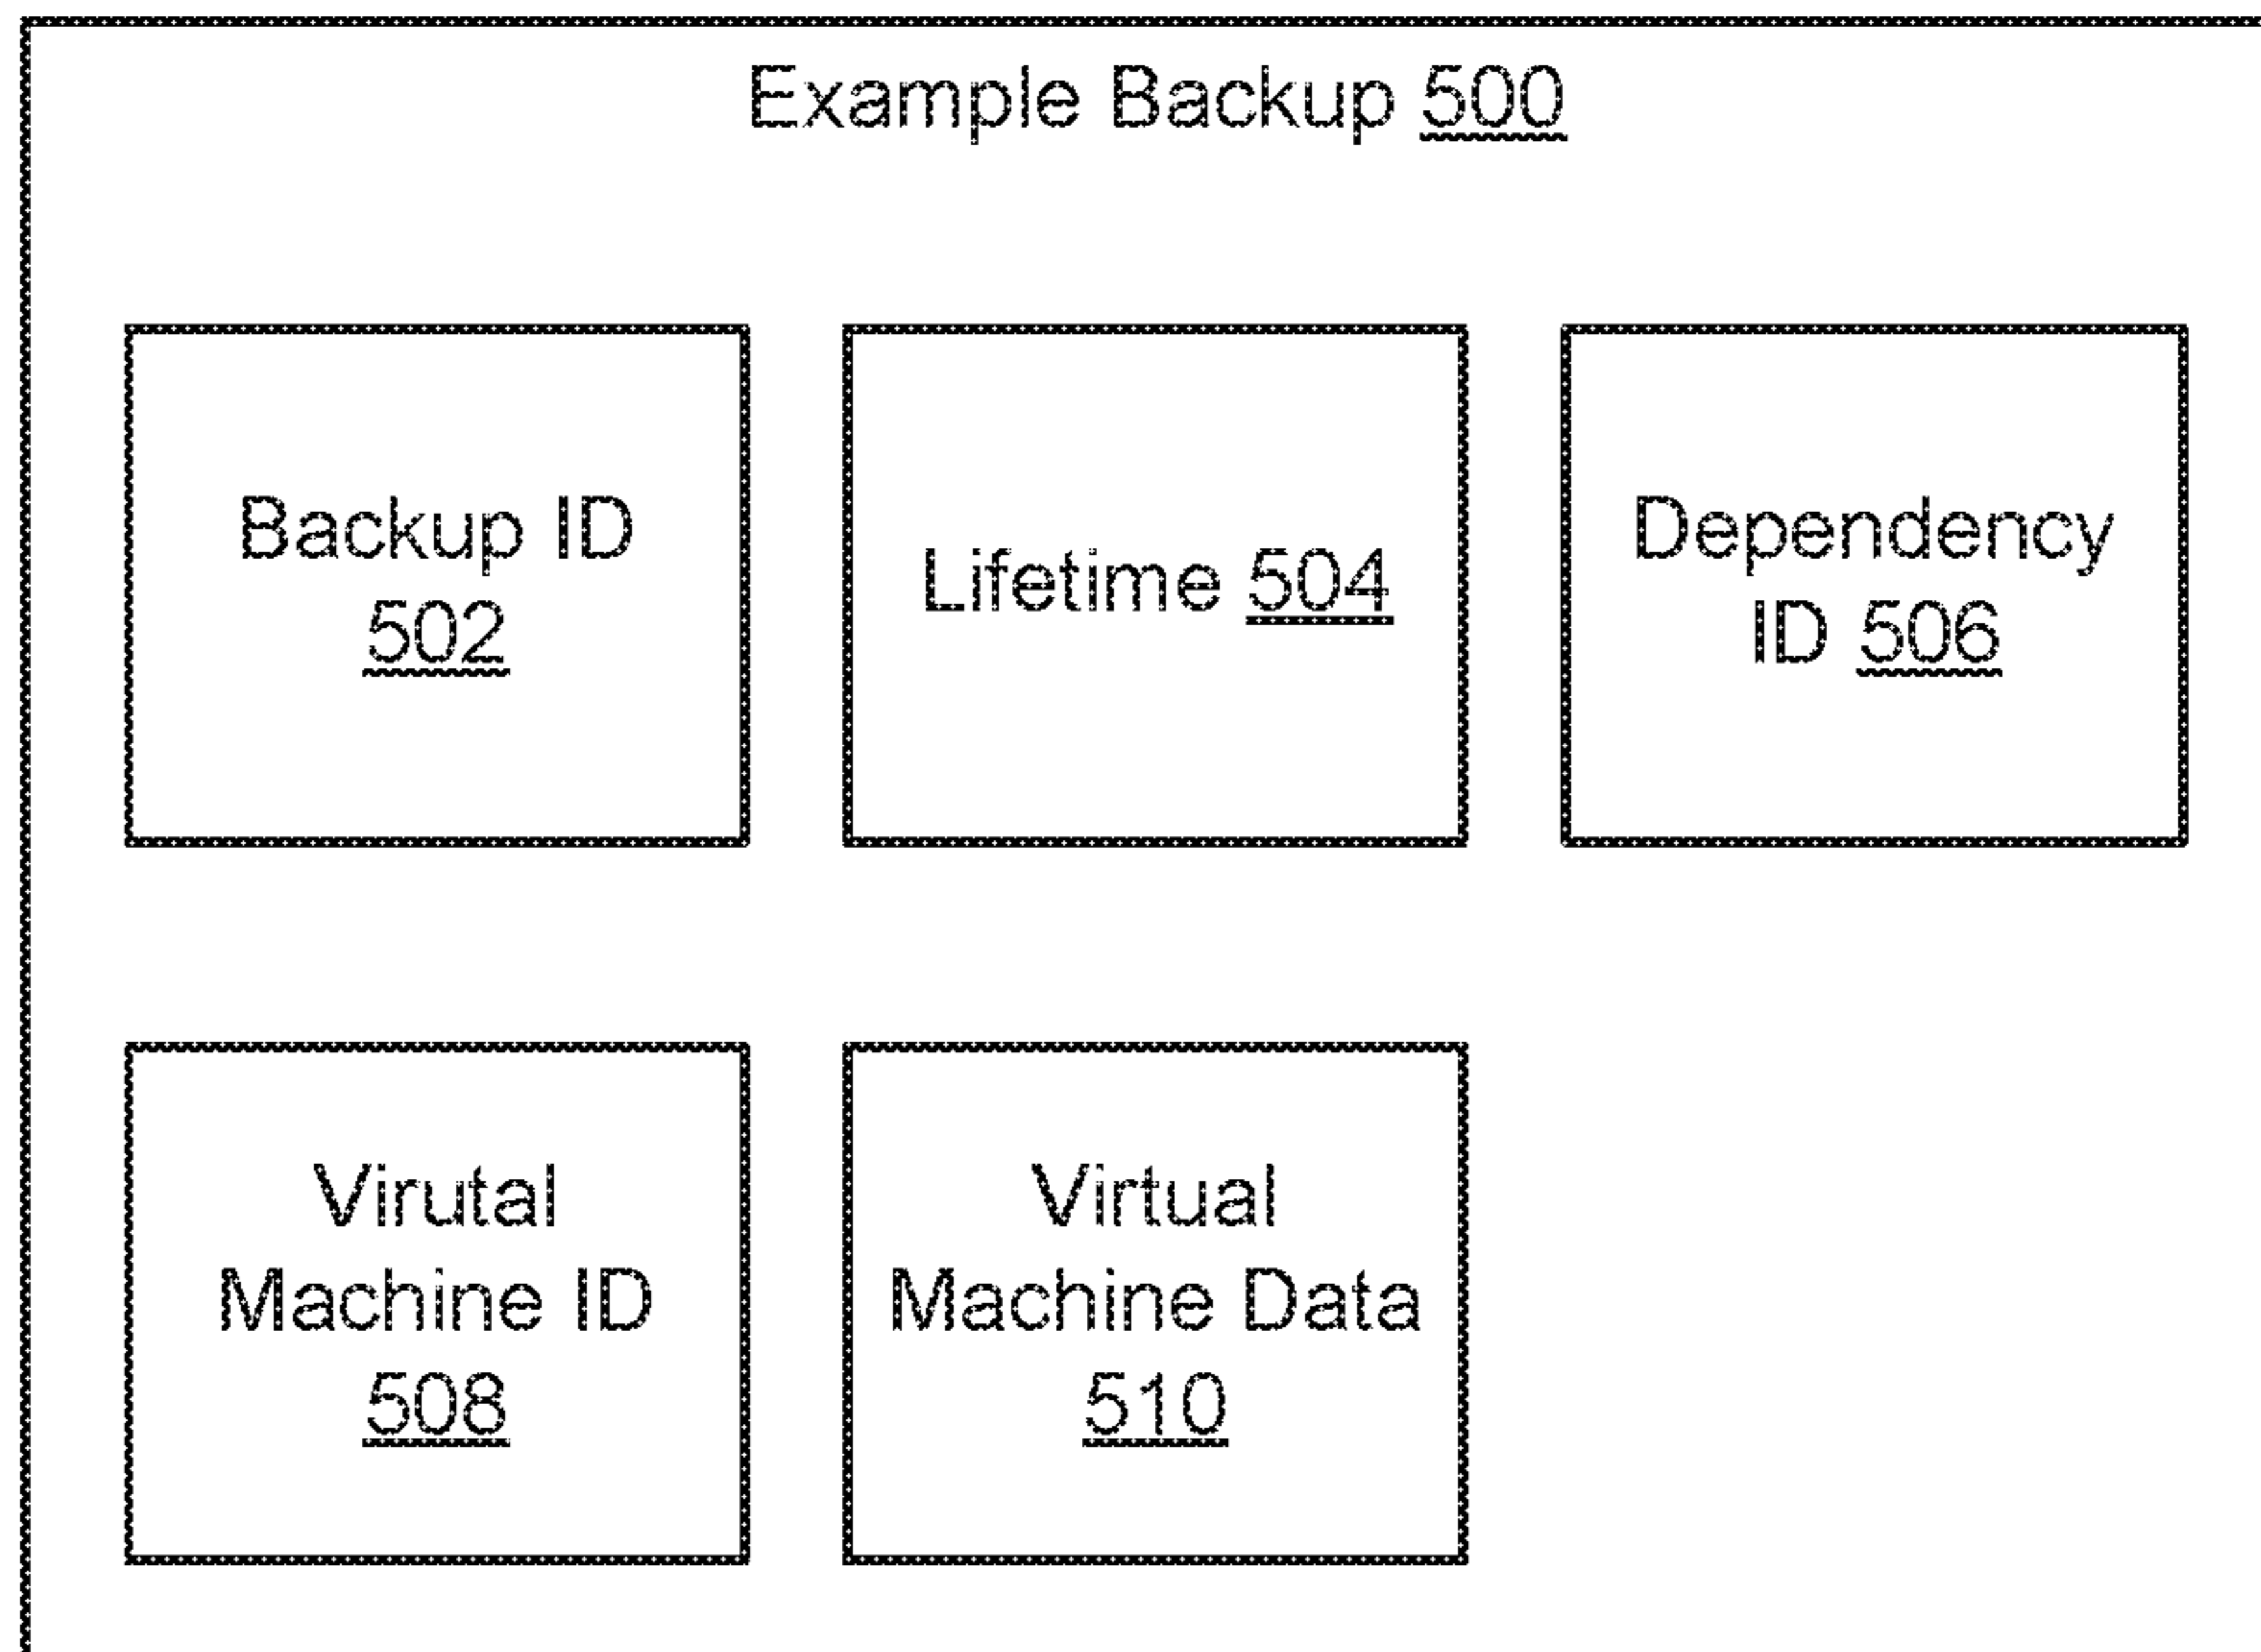 Example Backup 500
Backup ID
502
Lifetime 504
Dependency
ID 506
Virutal
Machine ID
508
Virtual
Machine Data
510